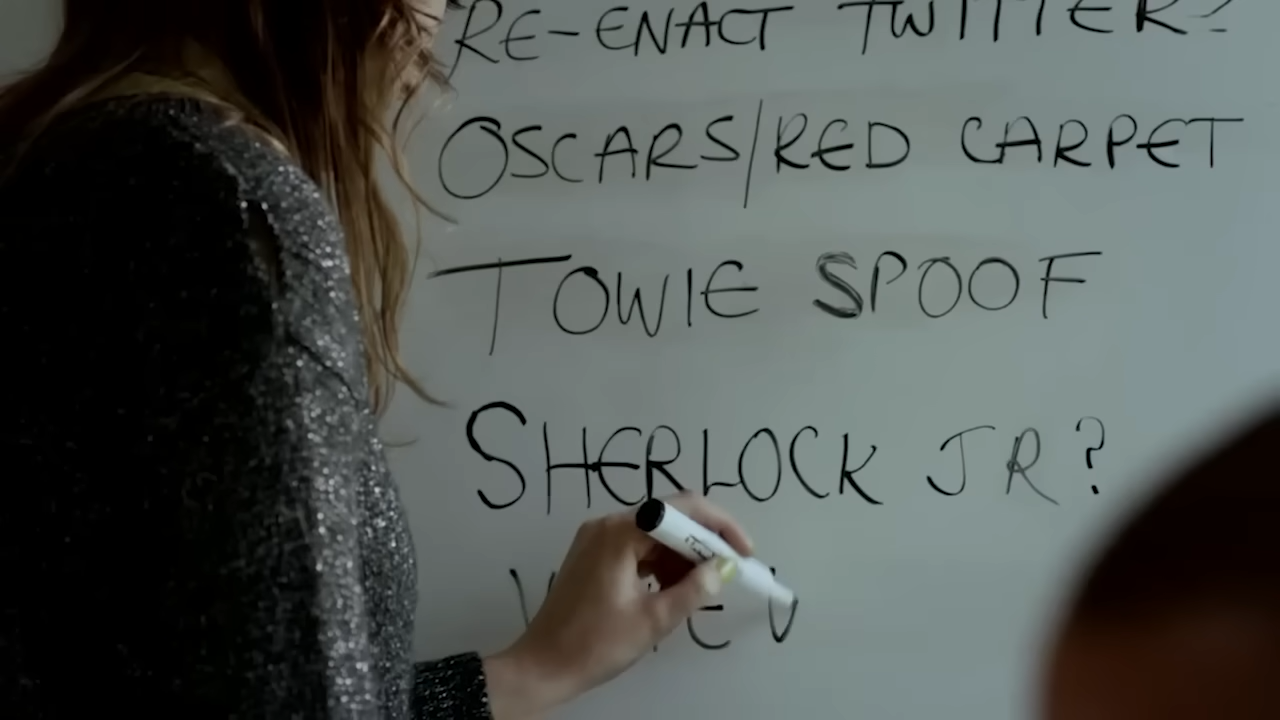 RE-ENACT TWITTER?
OSCARS/RED CARPET
TOWIE SPOOF
SHERLOCK JR?